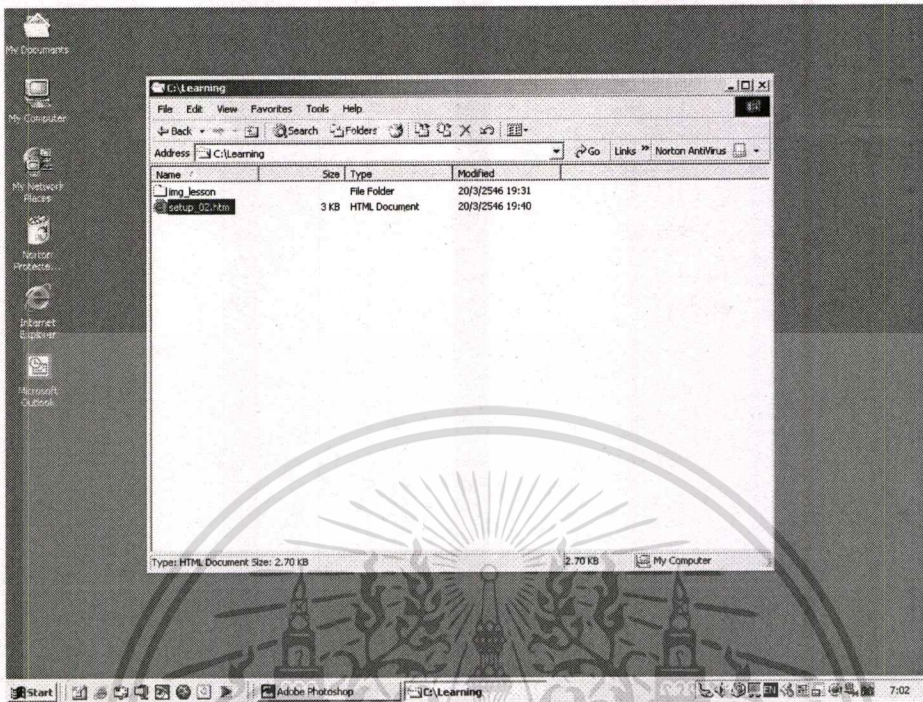 My Documents
My Computer
My Network
Places
Norton
Protecte...
Internet
Explorer
Microsoft
Outlook
C:\Learning
File Edit View Favorites Tools Help
Back Search Folders
Address C:\Learning Go Links » Norton AntiVirus
Name Size Type Modified
img_lesson File Folder 20/3/2546 19:31
setup_02.htm 3 KB HTML Document 20/3/2546 19:40
Type: HTML Document Size: 2.70 KB 2.70 KB My Computer
Start Adobe Photoshop C:\Learning EN 7:02